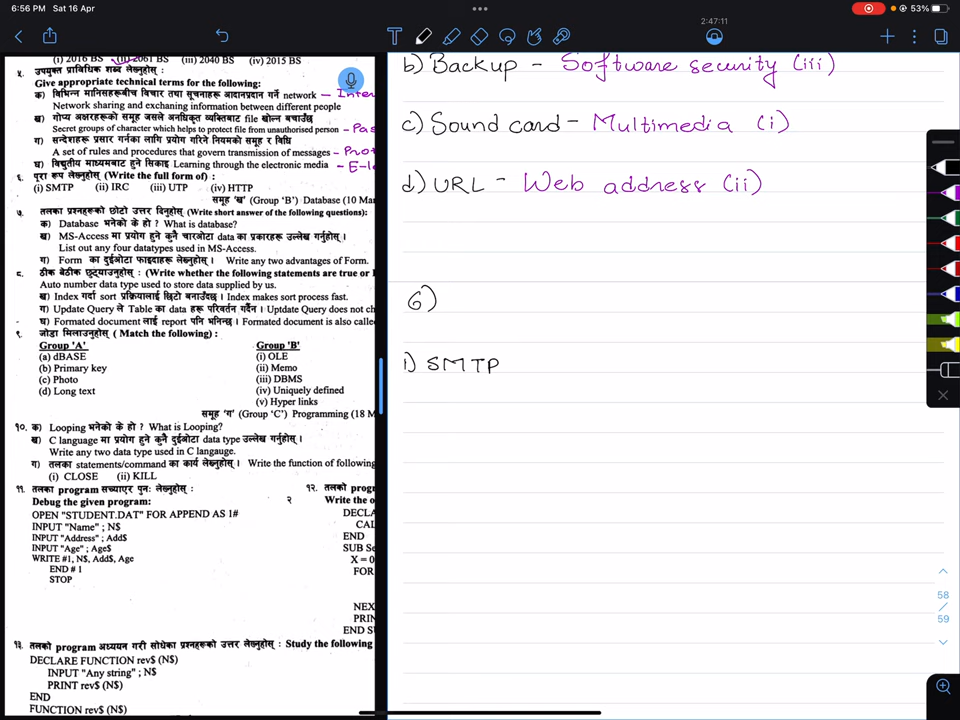 6:56 PM Sat 16 Apr
53%
2:47:11
(i) 2016 BS (ii) 2061 BS (iii) 2040 BS (iv) 2015 BS
५. उपयुक्त प्राविधिक शब्द लेख्नुहोस् :
Give appropriate technical terms for the following:
क) विभिन्न मानिसहरूबीच विचार तथा सूचनाहरू आदानप्रदान गर्ने network – Inter
Network sharing and exchaning information between different people
ख) गोप्य अक्षरहरूको समूह जसले अनधिकृत व्यक्तिबाट file खोल्न बचाउँछ
Secret groups of character which helps to protect file from unauthorised person – Pas
ग) सन्देशहरू प्रसार गर्नका लागि प्रयोग गरिने नियमको समूह र विधि
A set of rules and procedures that govern transmission of messages – Prot
घ) विद्युतीय माध्यमबाट हुने सिकाइ Learning through the electronic media – E-l
६. पूरा रूप लेख्नुहोस् (Write the full form of) :
(i) SMTP (ii) IRC (iii) UTP (iv) HTTP
समूह 'ख' (Group 'B') Database (10 Mar
७. तलका प्रश्नहरूको छोटो उत्तर दिनुहोस् (Write short answer of the following questions):
क) Database भनेको के हो ? What is database?
ख) MS-Access मा प्रयोग हुने कुनै चारओटा data का प्रकारहरू उल्लेख गर्नुहोस् ।
List out any four datatypes used in MS-Access.
ग) Form का दुईओटा फाइदाहरू लेख्नुहोस् । Write any two advantages of Form.
८. ठीक बेठीक छुट्याउनुहोस् : (Write whether the following statements are true or
Auto number data type used to store data supplied by us.
ख) Index गर्दा sort प्रक्रियालाई छिटो बनाउँदछ । Index makes sort process fast.
ग) Update Query ले Table का data हरू परिवर्तन गर्दैन । Uptdate Query does not ch
घ) Formated document लाई report पनि भनिन्छ । Formated document is also calle
९. जोडा मिलाउनुहोस् ( Match the following) :
Group 'A' Group 'B'
(a) dBASE (i) OLE
(b) Primary key (ii) Memo
(c) Photo (iii) DBMS
(d) Long text (iv) Uniquely defined
(v) Hyper links
समूह 'ग' (Group 'C') Programming (18 M
१०. क) Looping भनेको के हो ? What is Looping?
ख) C language मा प्रयोग हुने कुनै दुईओटा data type उल्लेख गर्नुहोस् ।
Write any two data type used in C langauge.
ग) तलका statements/command का कार्य लेख्नुहोस् । Write the function of following
(i) CLOSE (ii) KILL
११. तलका program सच्याएर पुनः लेख्नुहोस् :
Debug the given program:
OPEN "STUDENT.DAT" FOR APPEND AS 1#
INPUT "Name" ; N$
INPUT "Address" ; Add$
INPUT "Age" ; Age$
WRITE #1, N$, Add$, Age
END # 1
STOP
२
१२. तलको progr
Write the o
DECLA
CAL
END
SUB Se
X = 0
FOR
NEX
PRIN
END S
१३. तलको program अध्ययन गरी सोधेका प्रश्नहरूको उत्तर लेख्नुहोस् : Study the following
DECLARE FUNCTION rev$ (N$)
INPUT "Any string" ; N$
PRINT rev$ (N$)
END
FUNCTION rev$ (N$)
b) Backup – Software security (iii)
c) Sound card – Multimedia (i)
d) URL – Web address (ii)
6)
i) SMTP
58
/
59